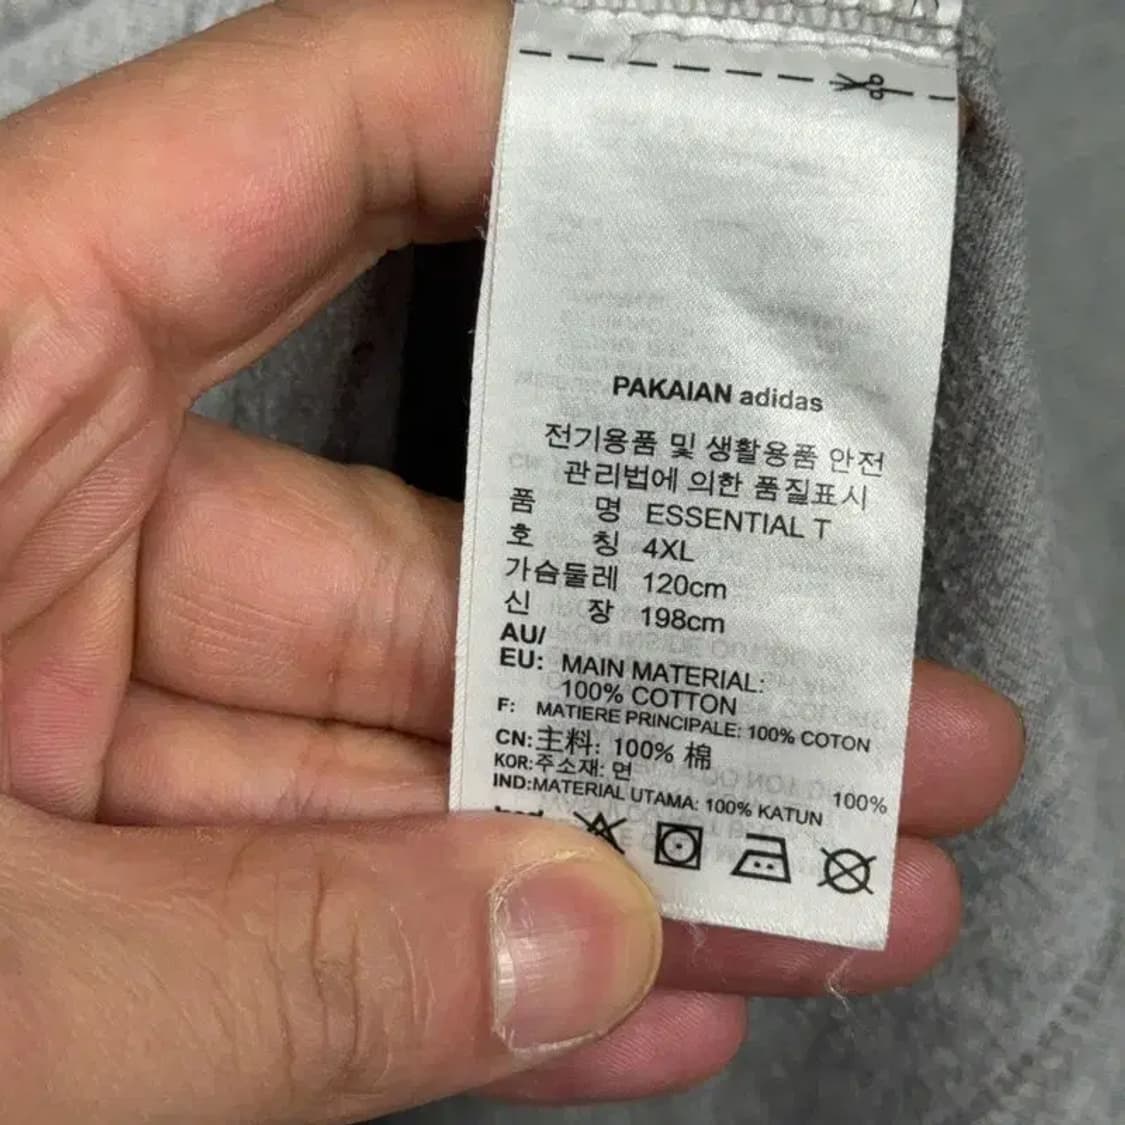 PAKAIAN adidas
전기용품 및 생활용품 안전
관리법에 의한 품질표시
품 명 ESSENTIAL T
호 칭 4XL
가슴둘레 120cm
신 장 198cm
AU/
EU: MAIN MATERIAL:
100% COTTON
F: MATIERE PRINCIPALE: 100% COTON
CN:主料: 100% 棉
KOR:주소재: 면 100%
IND:MATERIAL UTAMA: 100% KATUN